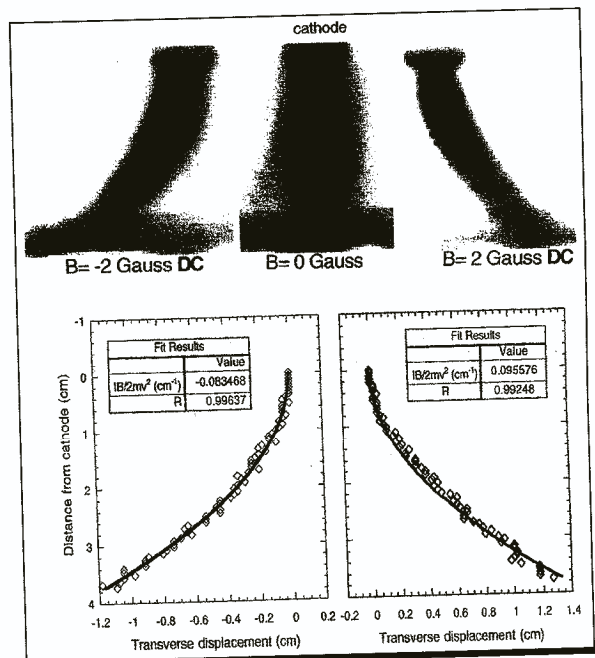 cathode
B= -2 Gauss DC
B= 0 Gauss
B= 2 Gauss DC
-1
0
1
2
3
4
Distance from cathode (cm)
Fit Results
Value
IB/2mv² (cm⁻¹) -0.083468
R 0.99637
-1.2 -1 -0.8 -0.6 -0.4 -0.2 0 0.2
Transverse displacement (cm)
Fit Results
Value
IB/2mv² (cm⁻¹) 0.095576
R 0.99248
-0.2 0 0.2 0.4 0.6 0.8 1 1.2 1.4
Transverse displacement (cm)